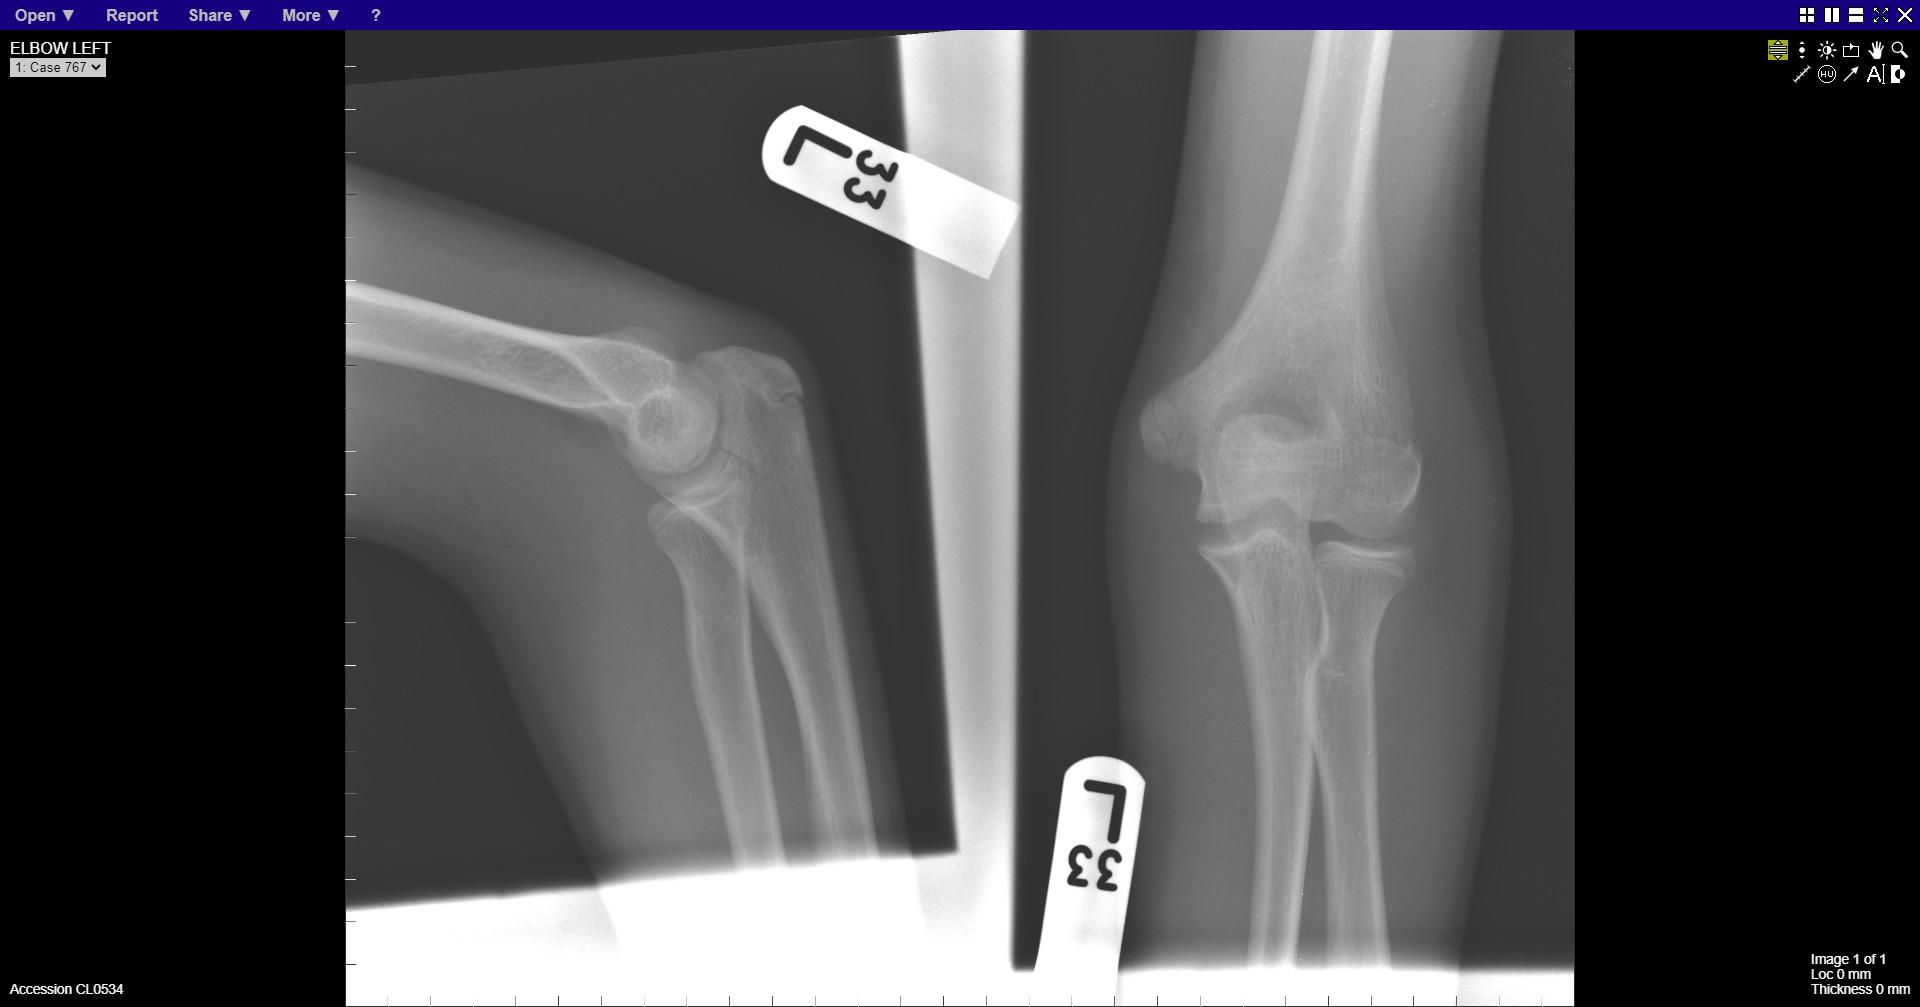 Open ▼ Report Share ▼ More ▼ ?
ELBOW LEFT
1: Case 767
HU
A
L
33
L
33
Image 1 of 1
Loc 0 mm
Thickness 0 mm
Accession CL0534